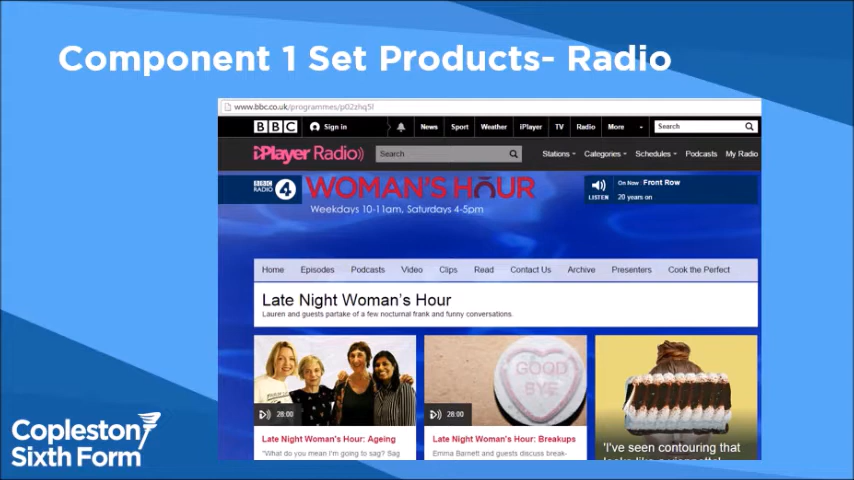 Component 1 Set Products- Radio
www.bbc.co.uk/programmes/p02zhq5l
BBC Sign in News Sport Weather iPlayer TV Radio More Search
iPlayer Radio Search Stations Categories Schedules Podcasts My Radio
BBC RADIO 4 WOMAN'S HOUR
Weekdays 10-11am, Saturdays 4-5pm
On Now : Front Row
LISTEN 20 years on
Home Episodes Podcasts Video Clips Read Contact Us Archive Presenters Cook the Perfect
Late Night Woman's Hour
Lauren and guests partake of a few nocturnal frank and funny conversations.
GOOD
BYE
28:00
28:00
Late Night Woman's Hour: Ageing
"What do you mean I'm going to sag? Sag
Late Night Woman's Hour: Breakups
Emma Barnett and guests discuss break-
'I've seen contouring that
looks like a
Copleston
Sixth Form